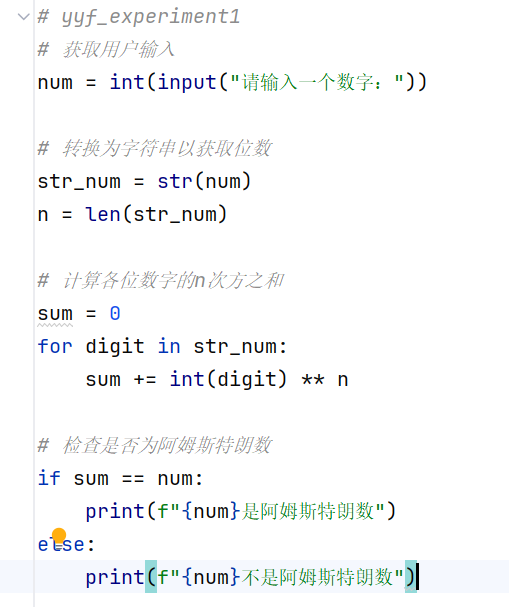 # yyf_experiment1
# 获取用户输入
num = int(input("请输入一个数字："))
# 转换为字符串以获取位数
str_num = str(num)
n = len(str_num)
# 计算各位数字的n次方之和
sum = 0
for digit in str_num:
    sum += int(digit) ** n
# 检查是否为阿姆斯特朗数
if sum == num:
    print(f"{num}是阿姆斯特朗数")
else:
    print(f"{num}不是阿姆斯特朗数")